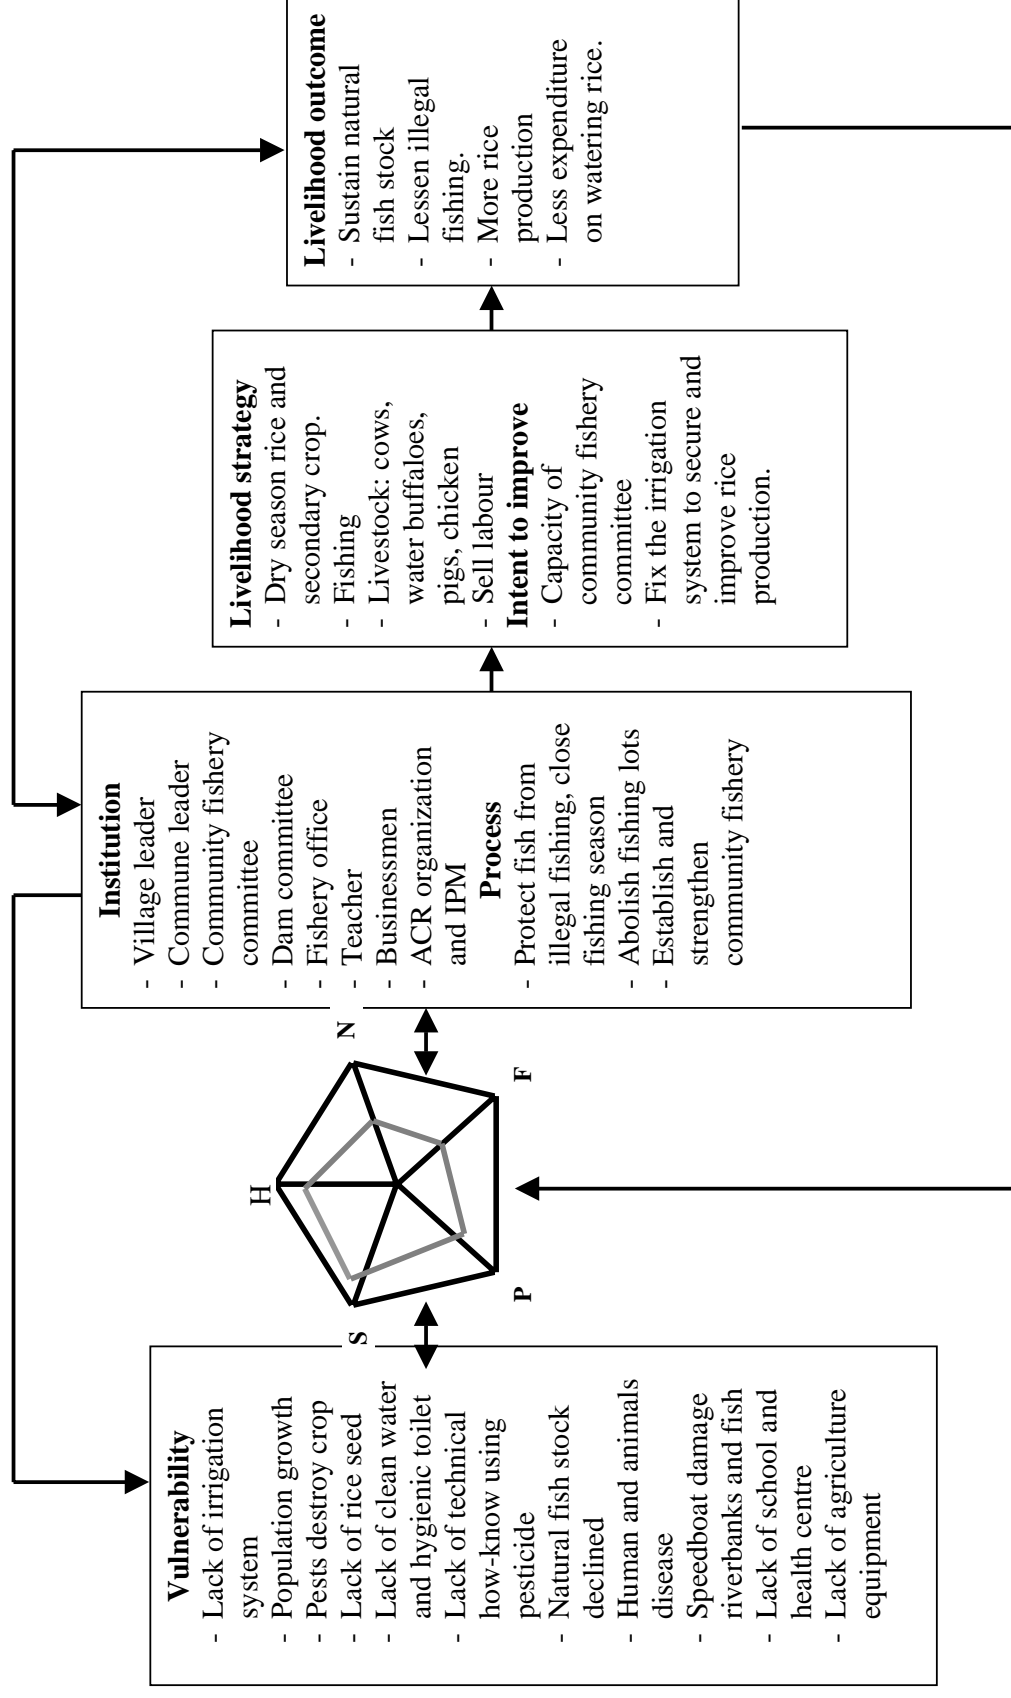 Vulnerability
- Lack of irrigation
system
- Population growth
- Pests destroy crop
- Lack of rice seed
- Lack of clean water
and hygienic toilet
- Lack of technical
how-know using
pesticide
- Natural fish stock
declined
- Human and animals
disease
- Speedboat damage
riverbanks and fish
- Lack of school and
health centre
- Lack of agriculture
equipment
H
S
N
P
F
Institution
- Village leader
- Commune leader
- Community fishery
committee
- Dam committee
- Fishery office
- Teacher
- Businessmen
- ACR organization
and IPM
Process
- Protect fish from
illegal fishing, close
fishing season
- Abolish fishing lots
- Establish and
strengthen
community fishery
Livelihood strategy
- Dry season rice and
secondary crop.
- Fishing
- Livestock: cows,
water buffaloes,
pigs, chicken
- Sell labour
Intent to improve
- Capacity of
community fishery
committee
- Fix the irrigation
system to secure and
improve rice
production.
Livelihood outcome
- Sustain natural
fish stock
- Lessen illegal
fishing.
- More rice
production
- Less expenditure
on watering rice.